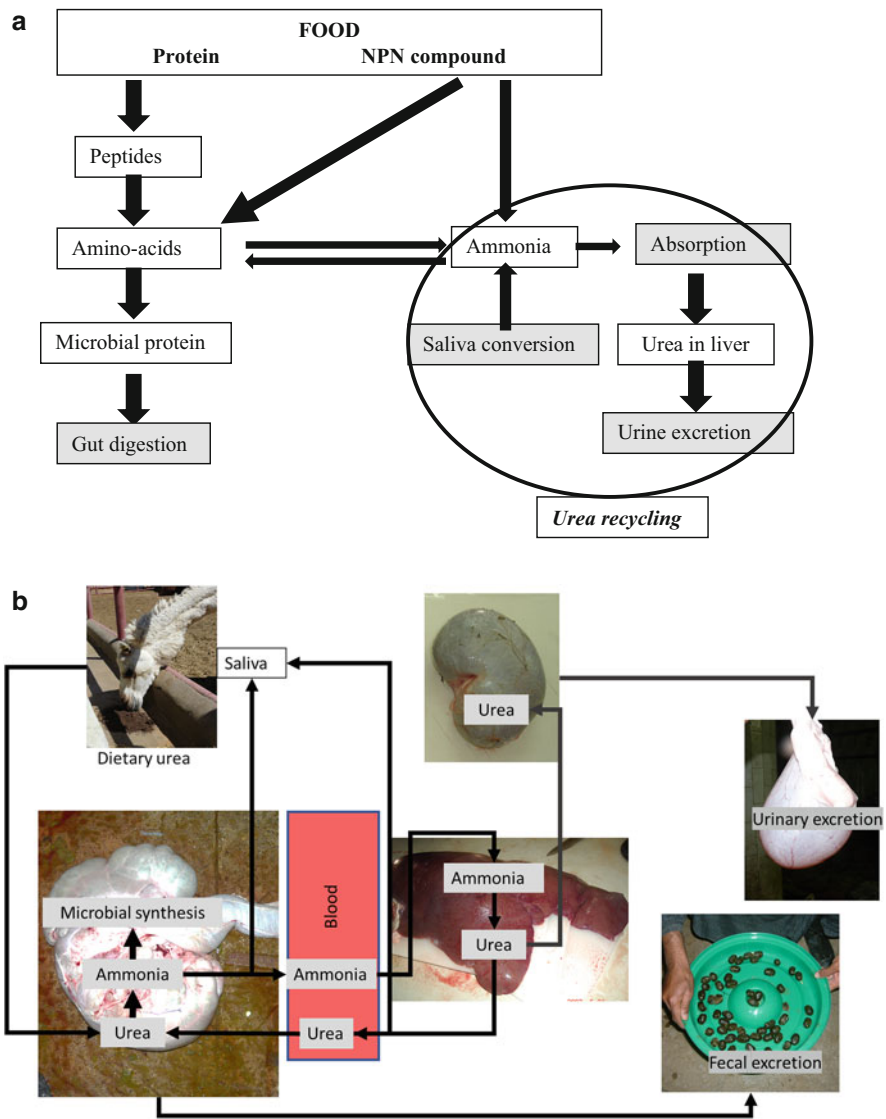 a
FOOD
Protein NPN compound
Peptides
Amino-acids
Ammonia
Absorption
Microbial protein
Saliva conversion
Urea in liver
Gut digestion
Urine excretion
Urea recycling
b
Saliva
Dietary urea
Urea
Urinary excretion
Microbial synthesis
Blood
Ammonia
Urea
Ammonia
Ammonia
Urea
Urea
Fecal excretion